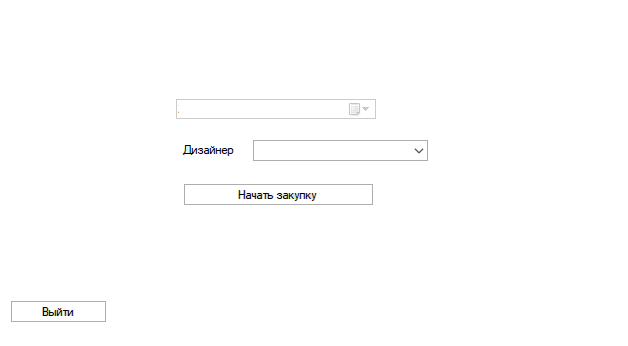 Дизайнер
Начать закупку
Выйти